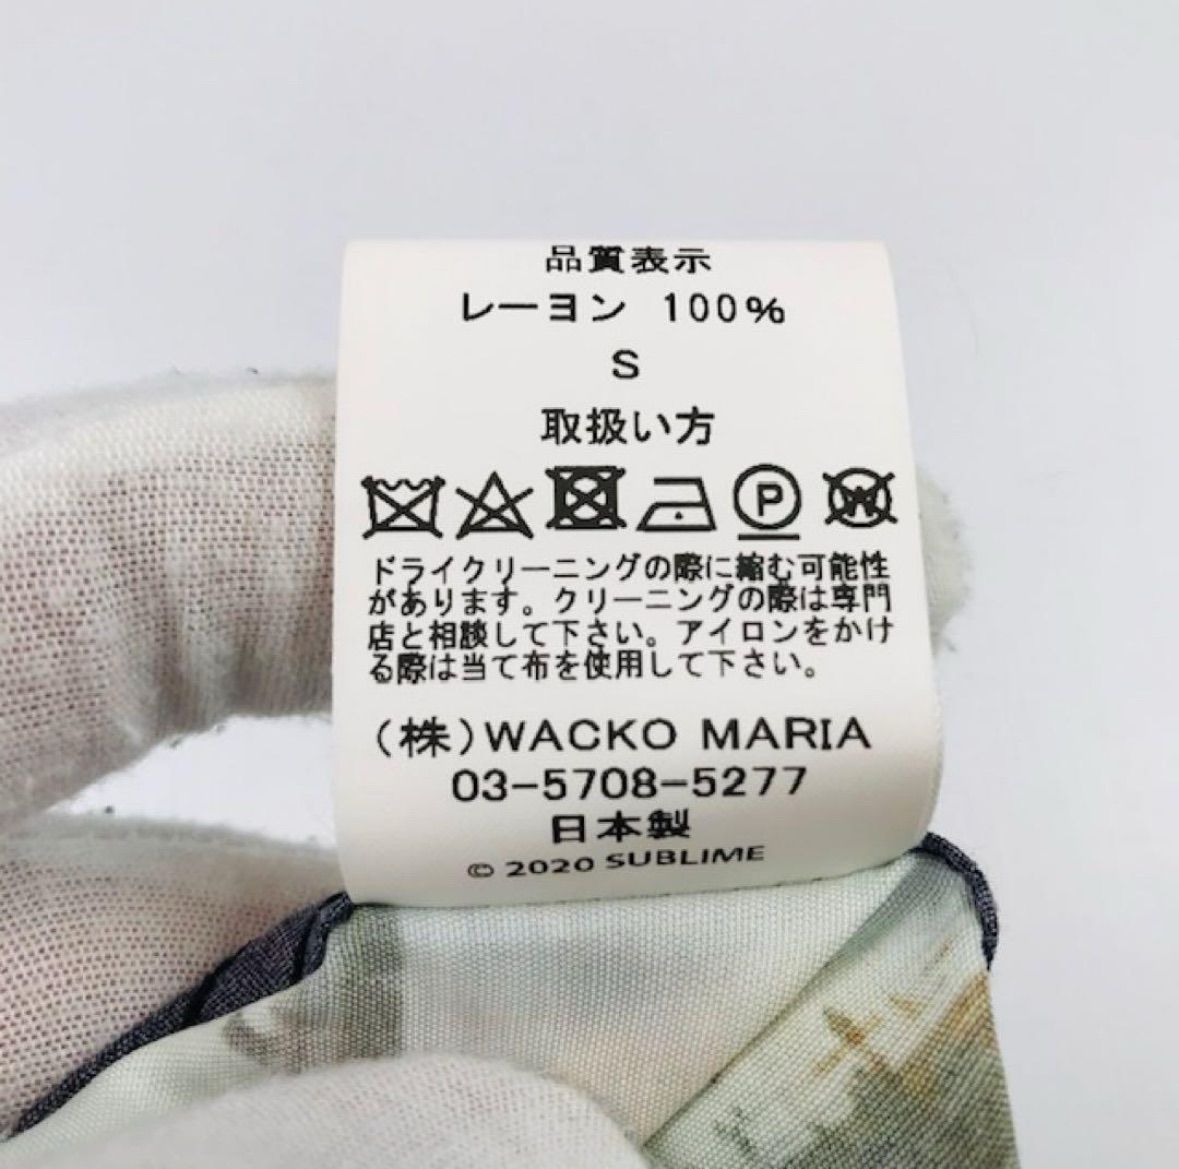 品質表示
レーヨン 100%
S
取扱い方
P W
ドライクリーニングの際に縮む可能性
があります。クリーニングの際は専門
店と相談して下さい。アイロンをかけ
る際は当て布を使用して下さい。
(株)WACKO MARIA
03-5708-5277
日本製
© 2020 SUBLIME